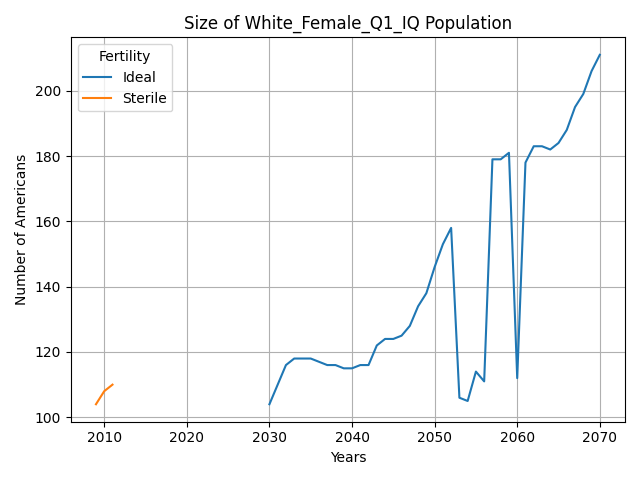 Size of White_Female_Q1_IQ Population
Fertility
Ideal
Sterile
Number of Americans
200
180
160
140
120
100
2010 2020 2030 2040 2050 2060 2070
Years